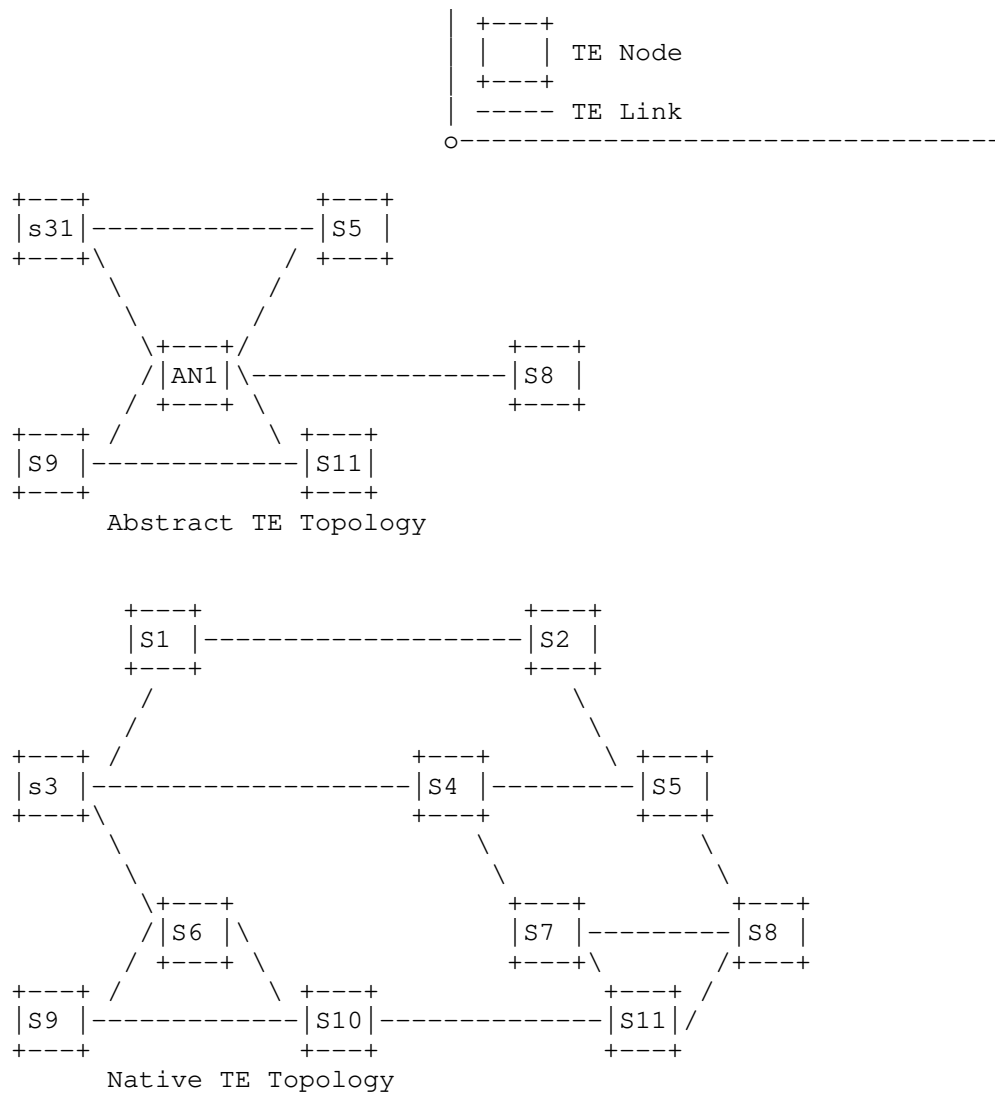 TE Node
TE Link
s31 S5
AN1 S8
S9 S11
Abstract TE Topology
S1 S2
s3 S4 S5
S6 S7 S8
S9 S10 S11
Native TE Topology